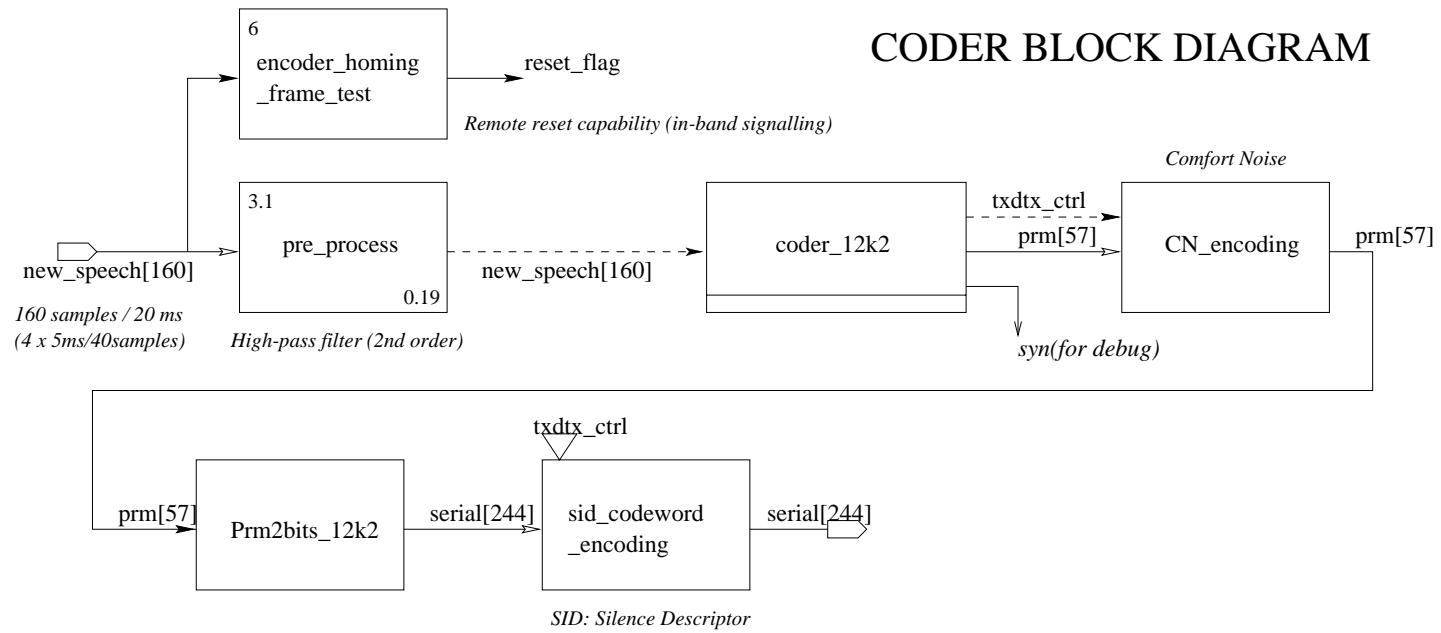 CODER BLOCK DIAGRAM
6
encoder_homing
_frame_test
reset_flag
Remote reset capability (in-band signalling)
Comfort Noise
3.1
pre_process
0.19
new_speech[160]
160 samples / 20 ms
(4 x 5ms/40samples)
High-pass filter (2nd order)
new_speech[160]
coder_12k2
txdtx_ctrl
prm[57]
syn(for debug)
CN_encoding
prm[57]
txdtx_ctrl
prm[57]
Prm2bits_12k2
serial[244]
sid_codeword
_encoding
serial[244]
SID: Silence Descriptor